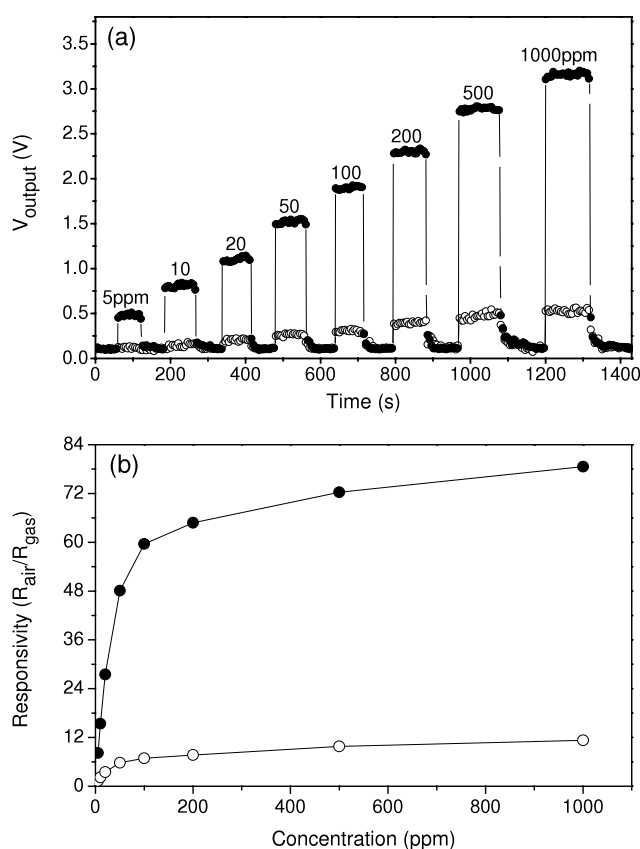 (a)
3.5
3.0
2.5
2.0
1.5
1.0
0.5
0.0
V_output (V)
5ppm
10
20
50
100
200
500
1000ppm
0 200 400 600 800 1000 1200 1400
Time (s)
(b)
84
72
60
48
36
24
12
0
Responsivity (R_air/R_gas)
0 200 400 600 800 1000
Concentration (ppm)